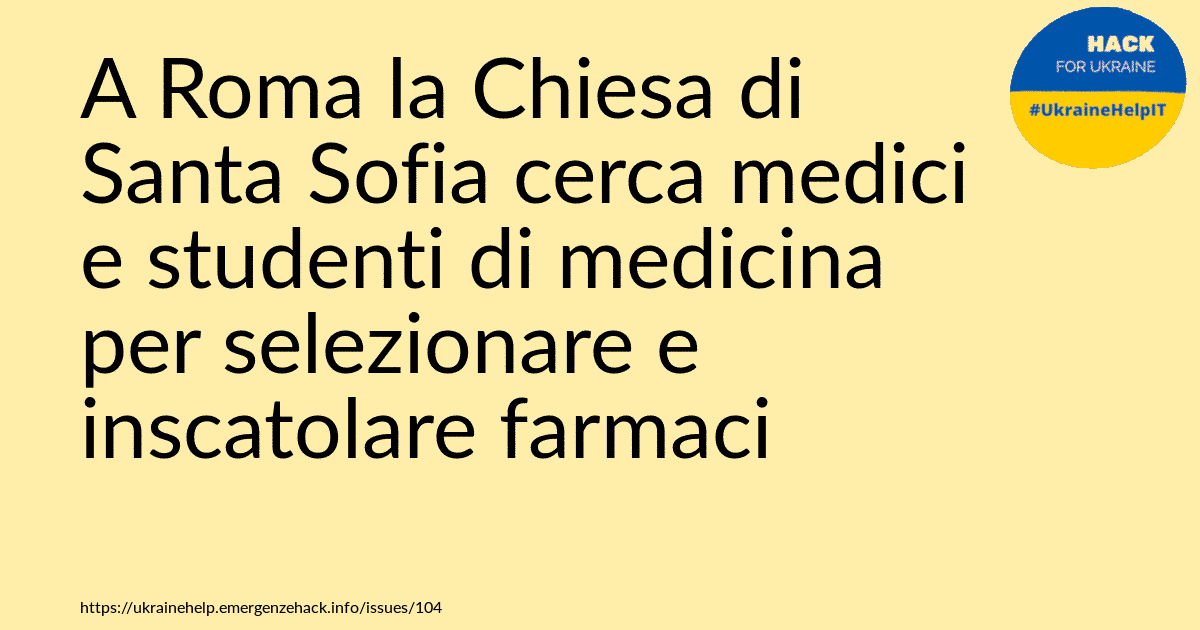 A Roma la Chiesa di
Santa Sofia cerca medici
e studenti di medicina
per selezionare e
inscatolare farmaci
HACK
FOR UKRAINE
#UkraineHelpIT
https://ukrainehelp.emergenzehack.info/issues/104